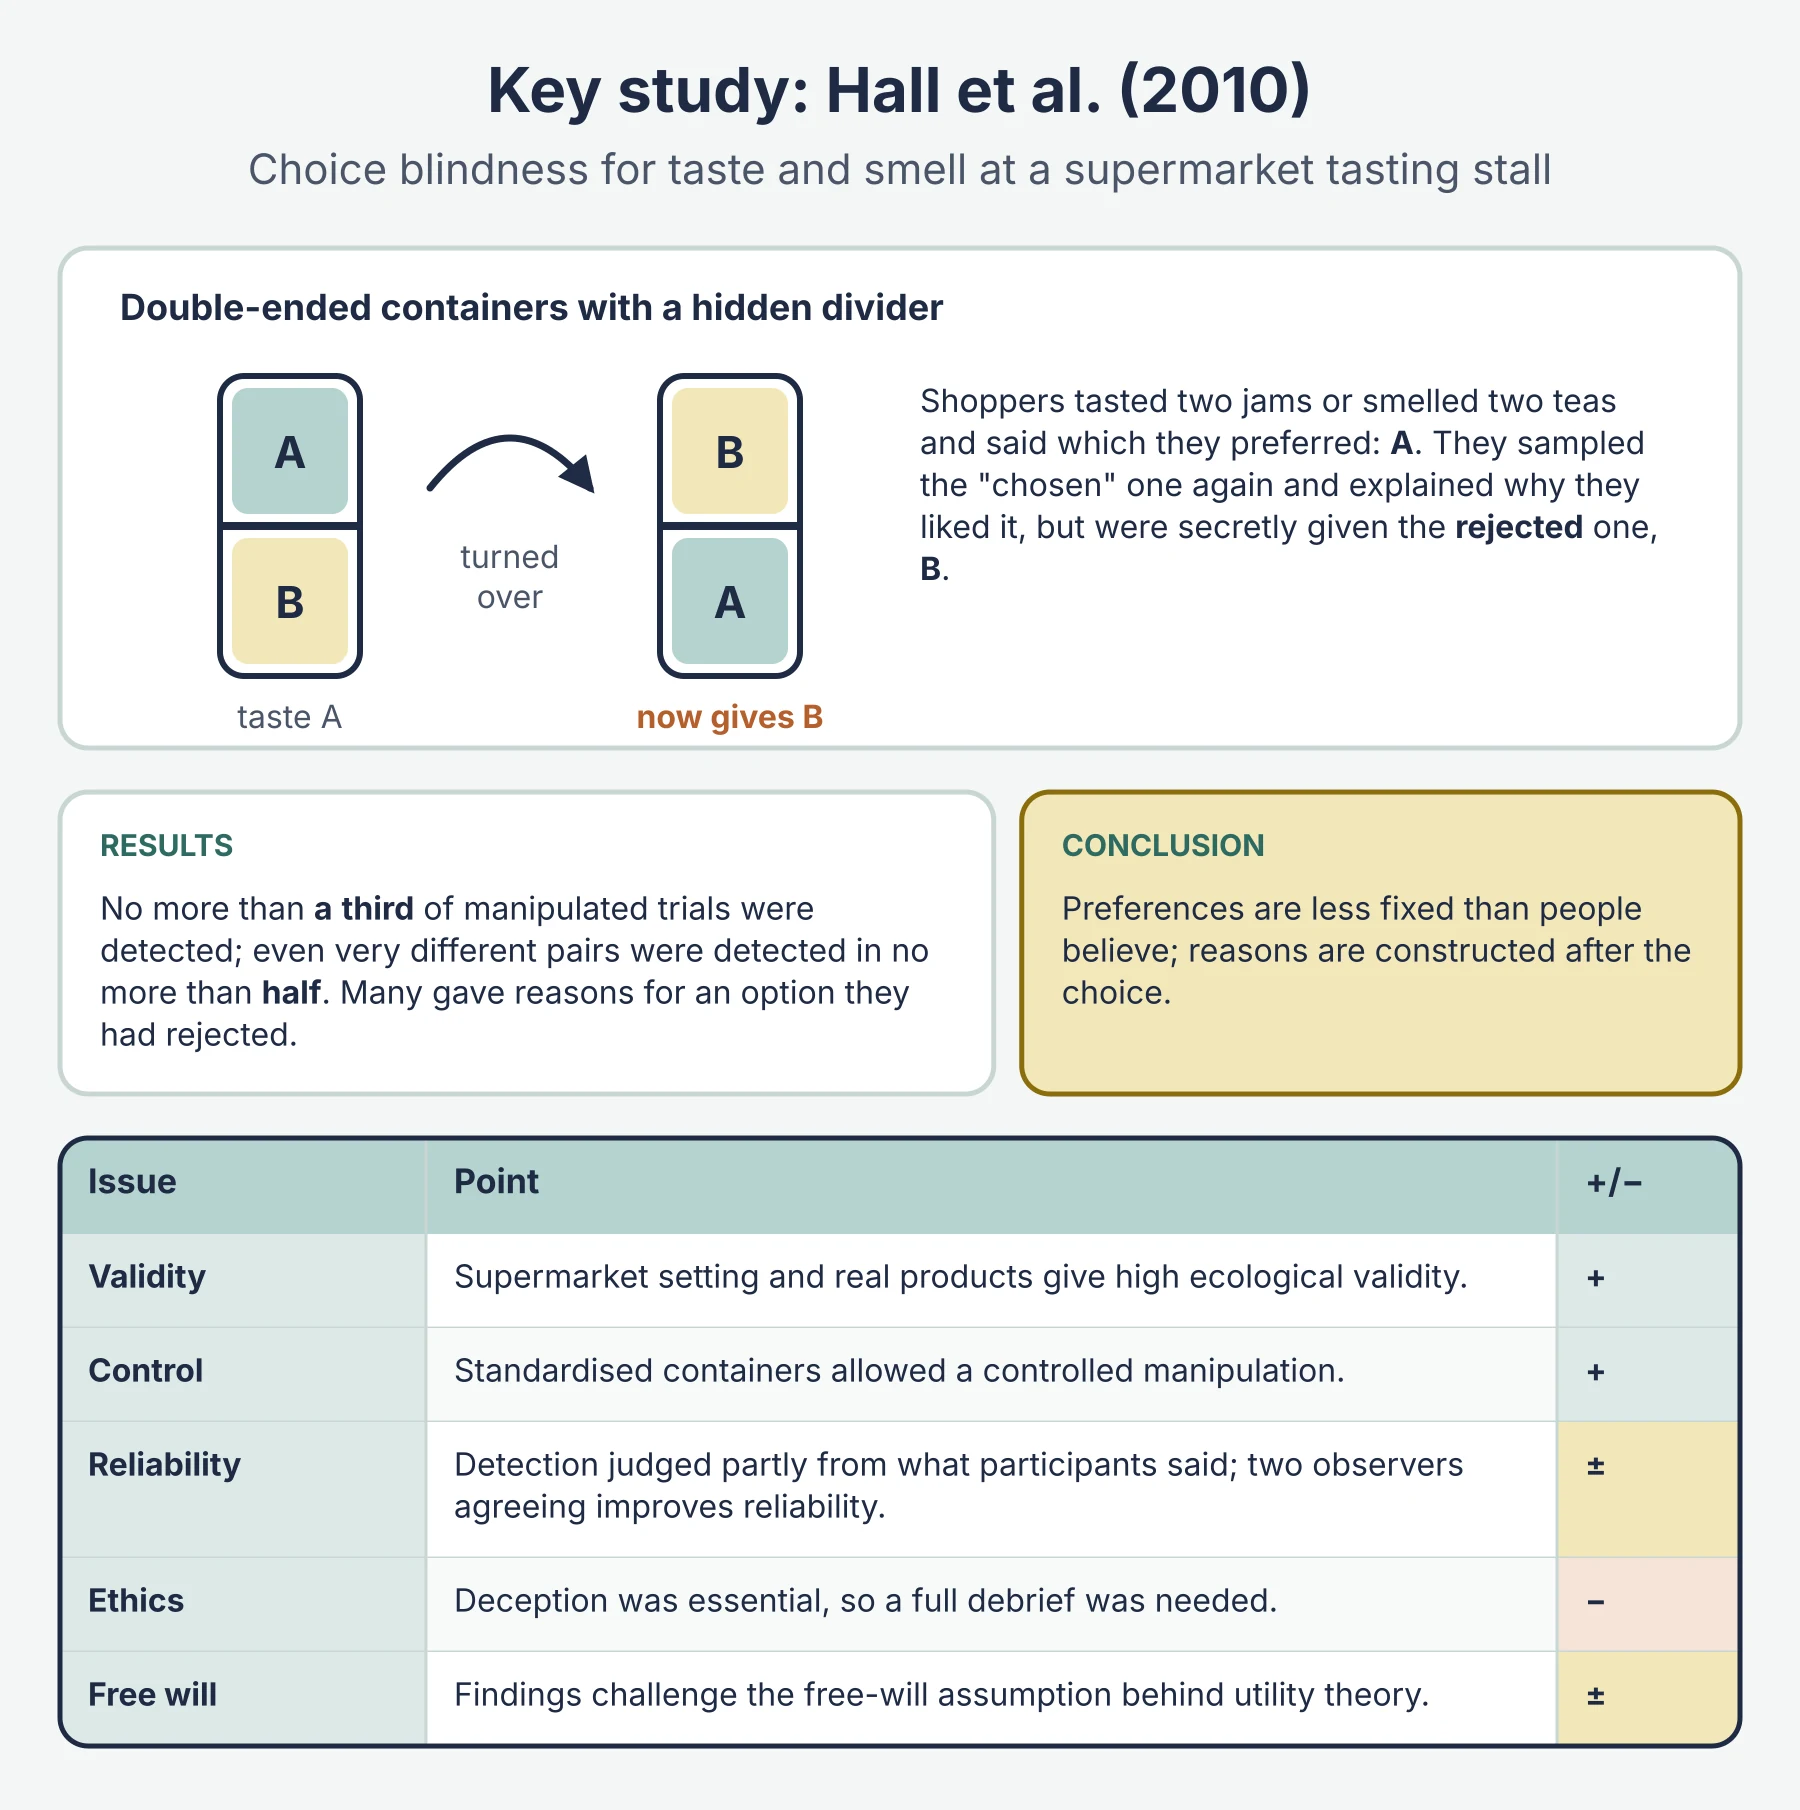 Key study: Hall et al. (2010)
Choice blindness for taste and smell at a supermarket tasting stall
Double-ended containers with a hidden divider
A
B
taste A
turned
over
B
A
now gives B
Shoppers tasted two jams or smelled two teas
and said which they preferred: A. They sampled
the "chosen" one again and explained why they
liked it, but were secretly given the rejected one,
B.
RESULTS
No more than a third of manipulated trials were
detected; even very different pairs were detected in no
more than half. Many gave reasons for an option they
had rejected.
CONCLUSION
Preferences are less fixed than people
believe; reasons are constructed after the
choice.
Issue Point +/−
Validity Supermarket setting and real products give high ecological validity. +
Control Standardised containers allowed a controlled manipulation. +
Reliability Detection judged partly from what participants said; two observers ±
agreeing improves reliability.
Ethics Deception was essential, so a full debrief was needed. −
Free will Findings challenge the free-will assumption behind utility theory. ±